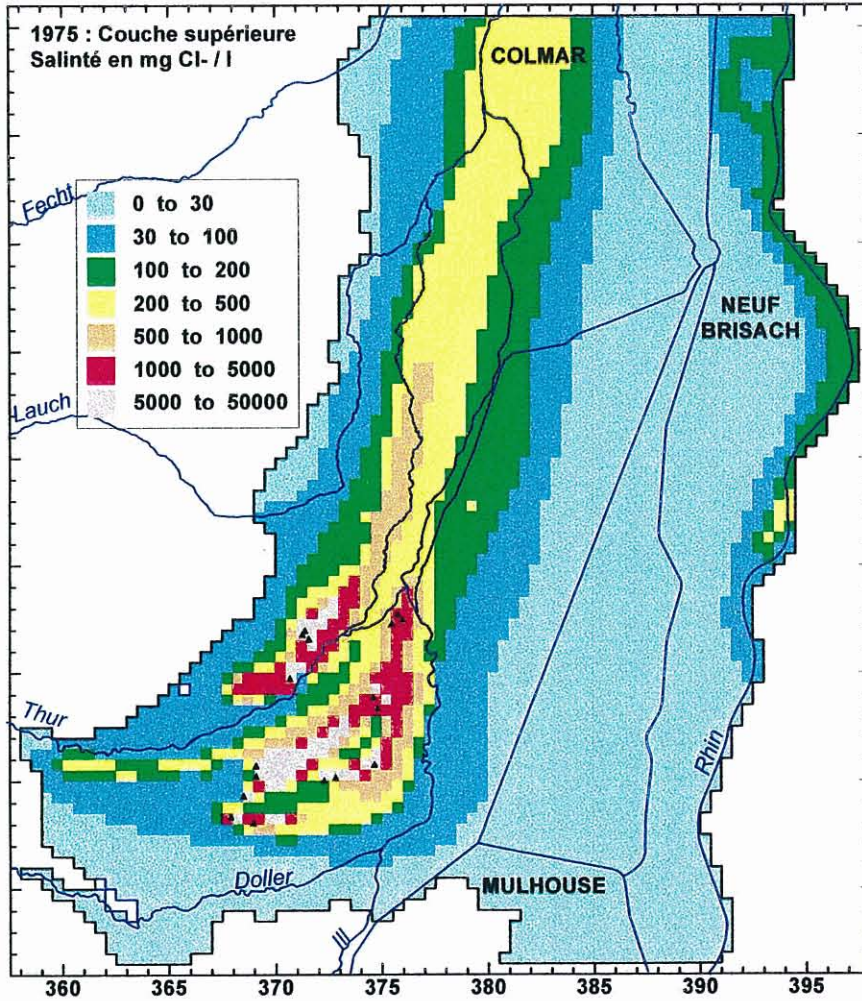 1975 : Couche supérieure
Salinté en mg Cl- / l
COLMAR
Fecht
0 to 30
30 to 100
100 to 200
200 to 500
500 to 1000
1000 to 5000
5000 to 50000
NEUF
BRISACH
Lauch
Thur
Rhin
Doller
MULHOUSE
Ill
360 365 370 375 380 385 390 395